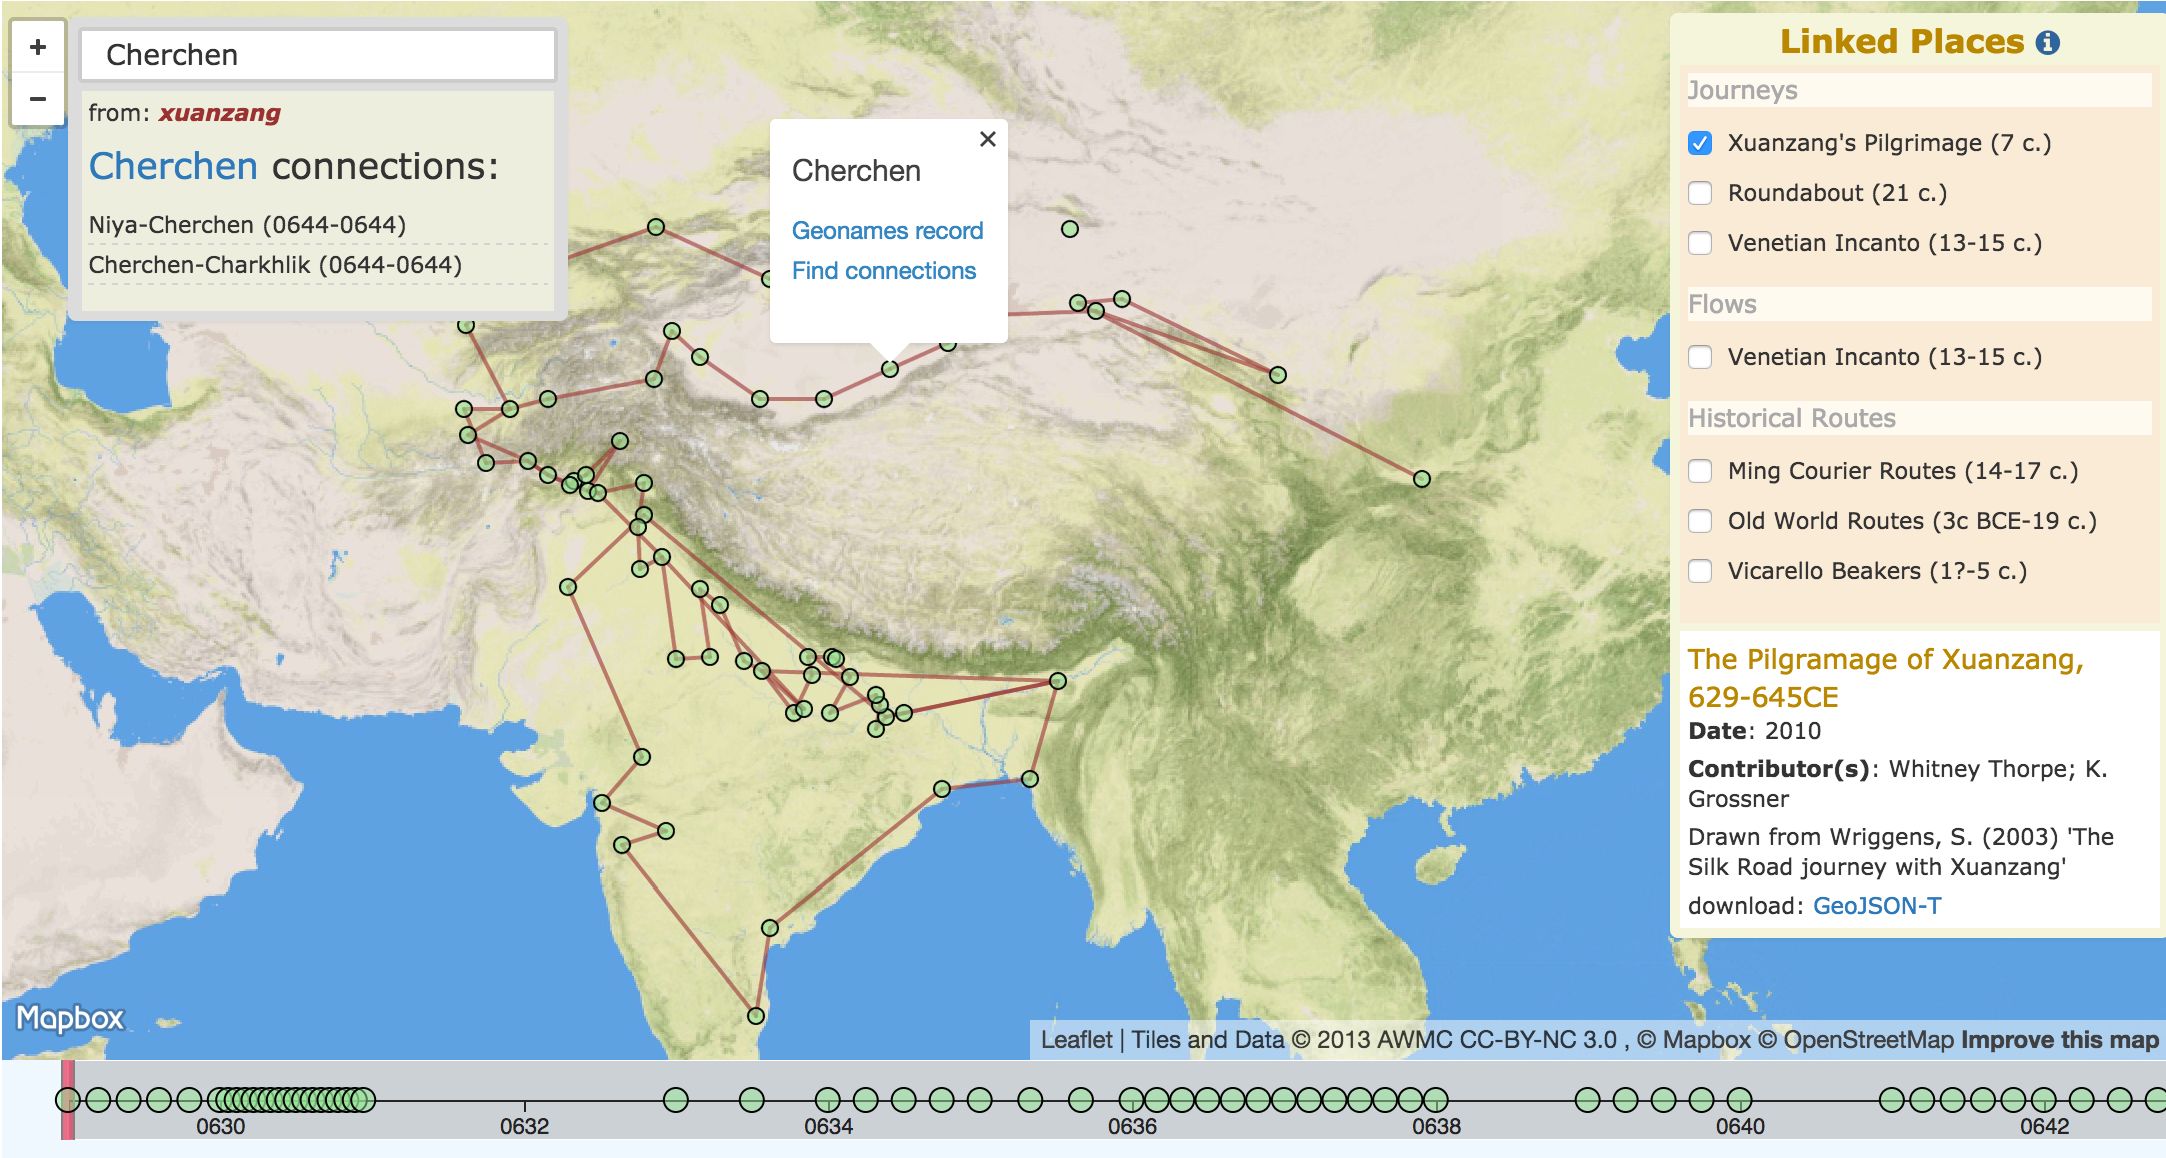 +
−
Cherchen
from: xuanzang
Cherchen connections:
Niya-Cherchen (0644-0644)
Cherchen-Charkhlik (0644-0644)
×
Cherchen
Geonames record
Find connections
Linked Places i
Journeys
Xuanzang's Pilgrimage (7 c.)
Roundabout (21 c.)
Venetian Incanto (13-15 c.)
Flows
Venetian Incanto (13-15 c.)
Historical Routes
Ming Courier Routes (14-17 c.)
Old World Routes (3c BCE-19 c.)
Vicarello Beakers (1?-5 c.)
The Pilgramage of Xuanzang,
629-645CE
Date: 2010
Contributor(s): Whitney Thorpe; K.
Grossner
Drawn from Wriggens, S. (2003) 'The
Silk Road journey with Xuanzang'
download: GeoJSON-T
Mapbox
Leaflet | Tiles and Data © 2013 AWMC CC-BY-NC 3.0 , © Mapbox © OpenStreetMap Improve this map
0630 0632 0634 0636 0638 0640 0642